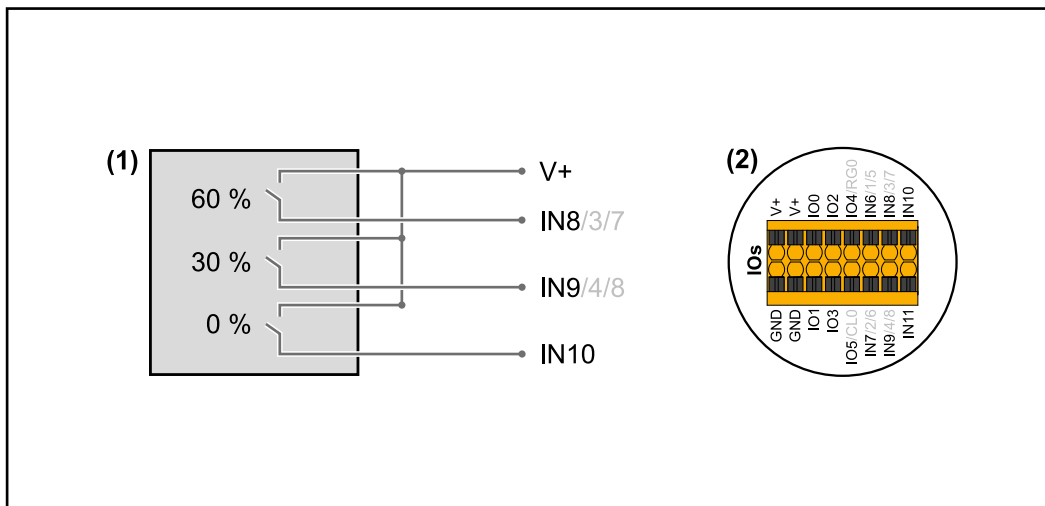 (1)
60 %
30 %
0 %
V+
IN8/3/7
IN9/4/8
IN10
(2)
IOs
V+
V+
IO0
IO2
IO4/RG0
IN6/1/5
IN8/3/7
IN10
GND
GND
IO1
IO3
IO5/CL0
IN7/2/6
IN9/4/8
IN11